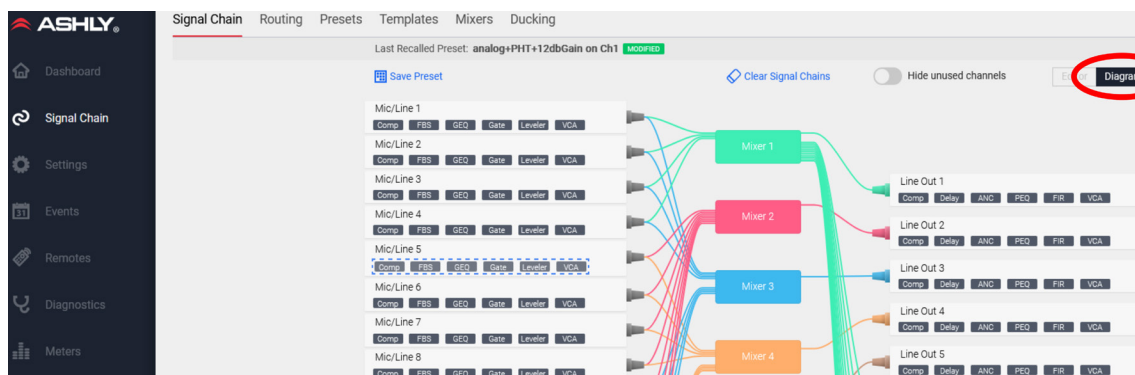 ASHLY®
Signal Chain Routing Presets Templates Mixers Ducking
Last Recalled Preset: analog+PHT+12dbGain on Ch1 MODIFIED
Save Preset Clear Signal Chains Hide unused channels
Dashboard
Signal Chain
Settings
31 Events
Remotes
Diagnostics
Meters
Mic/Line 1
Comp FBS GEQ Gate Leveler VCA
Mic/Line 2
Comp FBS GEQ Gate Leveler VCA
Mic/Line 3
Comp FBS GEQ Gate Leveler VCA
Mic/Line 4
Comp FBS GEQ Gate Leveler VCA
Mic/Line 5
Comp FBS GEQ Gate Leveler VCA
Mic/Line 6
Comp FBS GEQ Gate Leveler VCA
Mic/Line 7
Comp FBS GEQ Gate Leveler VCA
Mic/Line 8
Comp FBS GEQ Gate Leveler VCA
Mixer 1
Mixer 2
Mixer 3
Mixer 4
Line Out 1
Comp Delay ANC PEQ FIR VCA
Line Out 2
Comp Delay ANC PEQ FIR VCA
Line Out 3
Comp Delay ANC PEQ FIR VCA
Line Out 4
Comp Delay ANC PEQ FIR VCA
Line Out 5
Comp Delay ANC PEQ FIR VCA